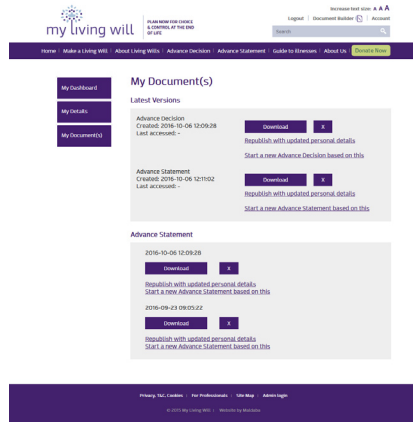 Increase text size: A A A
my living will
PLAN NOW FOR CHOICE
& CONTROL AT THE END
OF LIFE
Logout | Document Builder | Account
Search
Home | Make a Living Will | About Living Wills | Advance Decision | Advance Statement | Guide to Illnesses | About Us | Donate Now
My Dashboard
My Details
My Document(s)
My Document(s)
Latest Versions
Advance Decision
Created: 2016-10-06 12:09:28
Last accessed: -
Download X
Republish with updated personal details
Start a new Advance Decision based on this
Advance Statement
Created: 2016-10-06 12:11:02
Last accessed: -
Download X
Republish with updated personal details
Start a new Advance Statement based on this
Advance Statement
2016-10-06 12:09:28
Download X
Republish with updated personal details
Start a new Advance Statement based on this
2016-09-23 09:05:22
Download X
Republish with updated personal details
Start a new Advance Statement based on this
Privacy, T&C, Cookies | For Professionals | Site Map | Admin login
© 2015 My Living Will | Website by